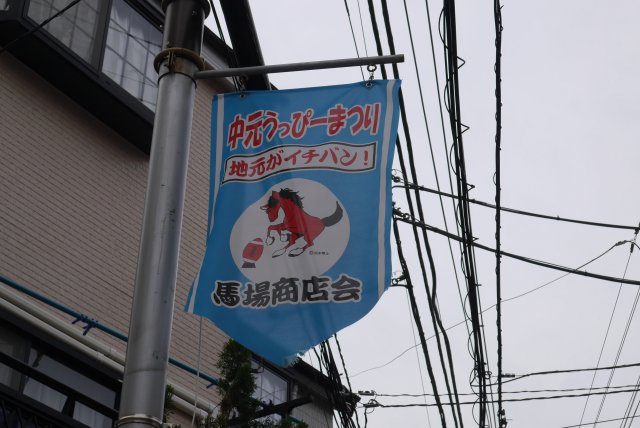 中元うっぴーまつり
地元がイチバン!
馬場商店会